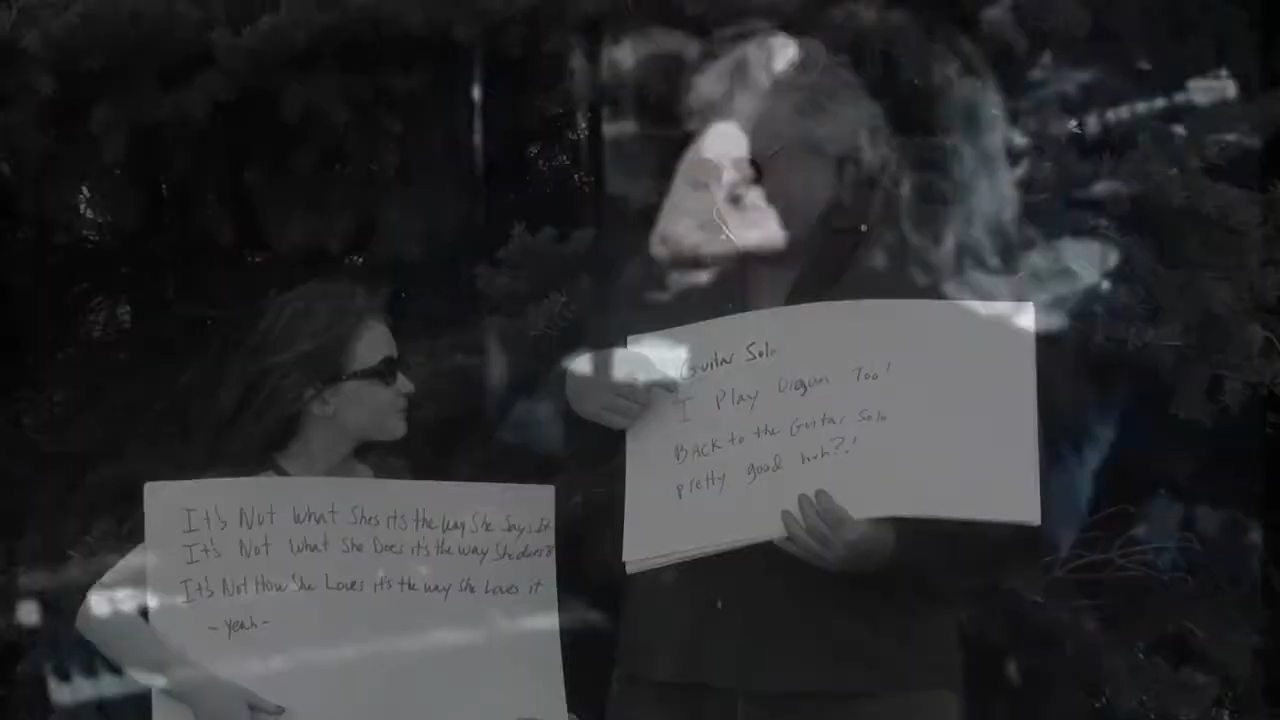 It's Not What Shes it's the way She Says It
It's Not What She Does it's the way She does it
It's Not How She Loves it's the way she Loves it
- yeah -
Guitar Solo
I Play Organ Too!
BACK to the Guitar Solo
pretty good huh?!